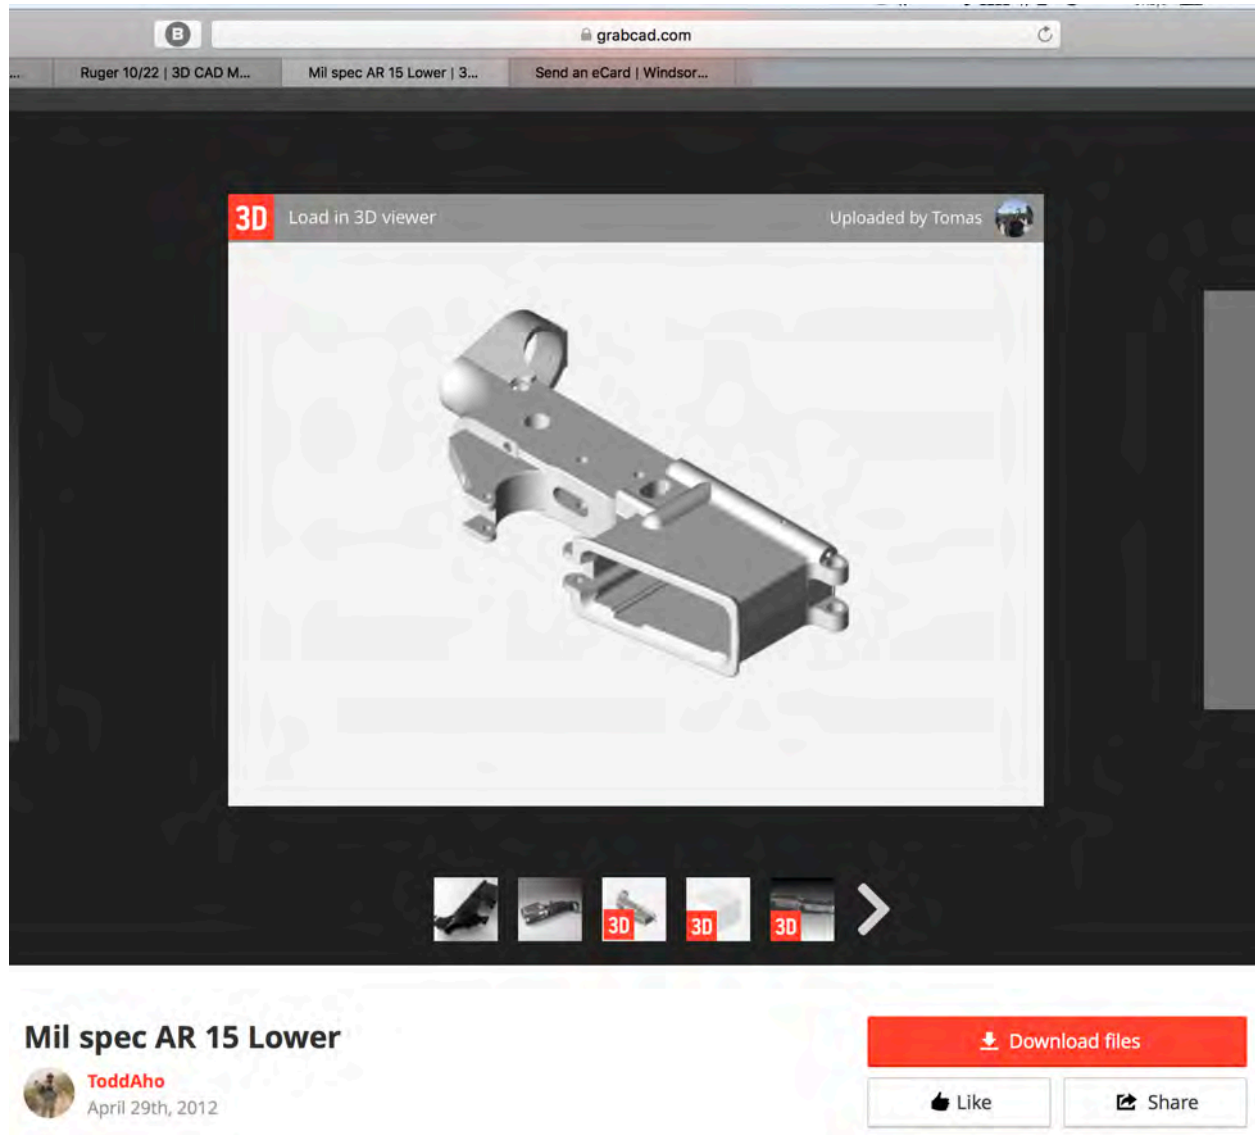 B
grabcad.com
...
Ruger 10/22 | 3D CAD M...
Mil spec AR 15 Lower | 3...
Send an eCard | Windsor...
3D
Load in 3D viewer
Uploaded by Tomas
3D
3D
3D
Mil spec AR 15 Lower
Download files
ToddAho
April 29th, 2012
Like
Share